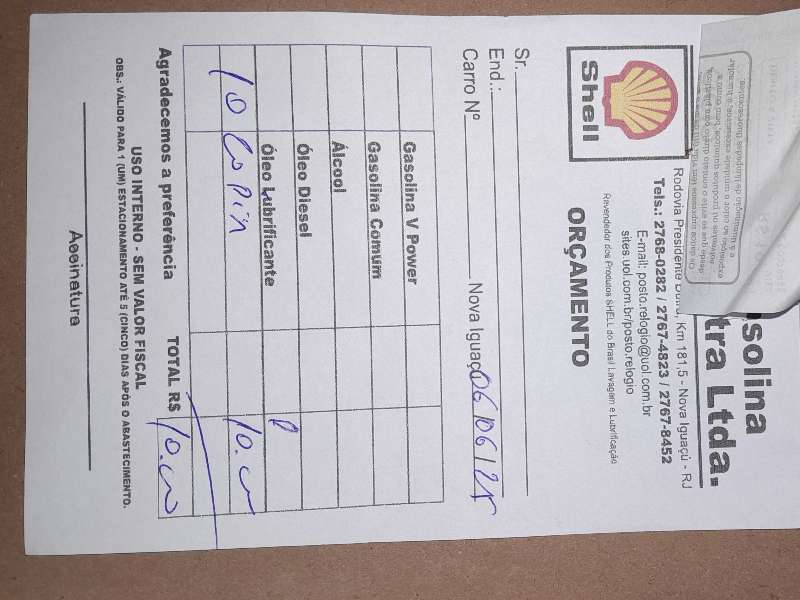 solina
tra Ltda.
Rodovia Presidente Dutra, Km 181,5 - Nova Iguaçú - RJ
Tels.: 2768-0282 / 2767-4823 / 2767-8452
E-mail: posto.relogio@uol.com.br
sites.uol.com.br/posto.relogio
Revendedor dos Produtos SHELL do Brasil Lavagem e Lubrificação
Shell
ORÇAMENTO
Sr.
End.:
Carro Nº Nova Iguaç 06/06/25
Gasolina V Power
Gasolina Comum
Álcool
Óleo Diesel
Óleo Lubrificante
10 10.00
Agradecemos a preferência TOTAL R$ 10.00
USO INTERNO - SEM VALOR FISCAL
OBS.: VÁLIDO PARA 1 (UM) ESTACIONAMENTO ATÉ 5 (CINCO) DIAS APÓS O ABASTECIMENTO.
Assinatura